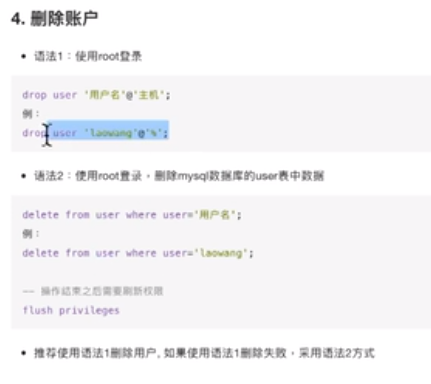 4. 删除账户
• 语法1：使用root登录
drop user '用户名'@'主机';
例：
drop user 'laowang'@'%';
• 语法2：使用root登录，删除mysql数据库的user表中数据
delete from user where user='用户名';
例：
delete from user where user='laowang';
-- 操作结束之后需要刷新权限
flush privileges
• 推荐使用语法1删除用户, 如果使用语法1删除失败，采用语法2方式